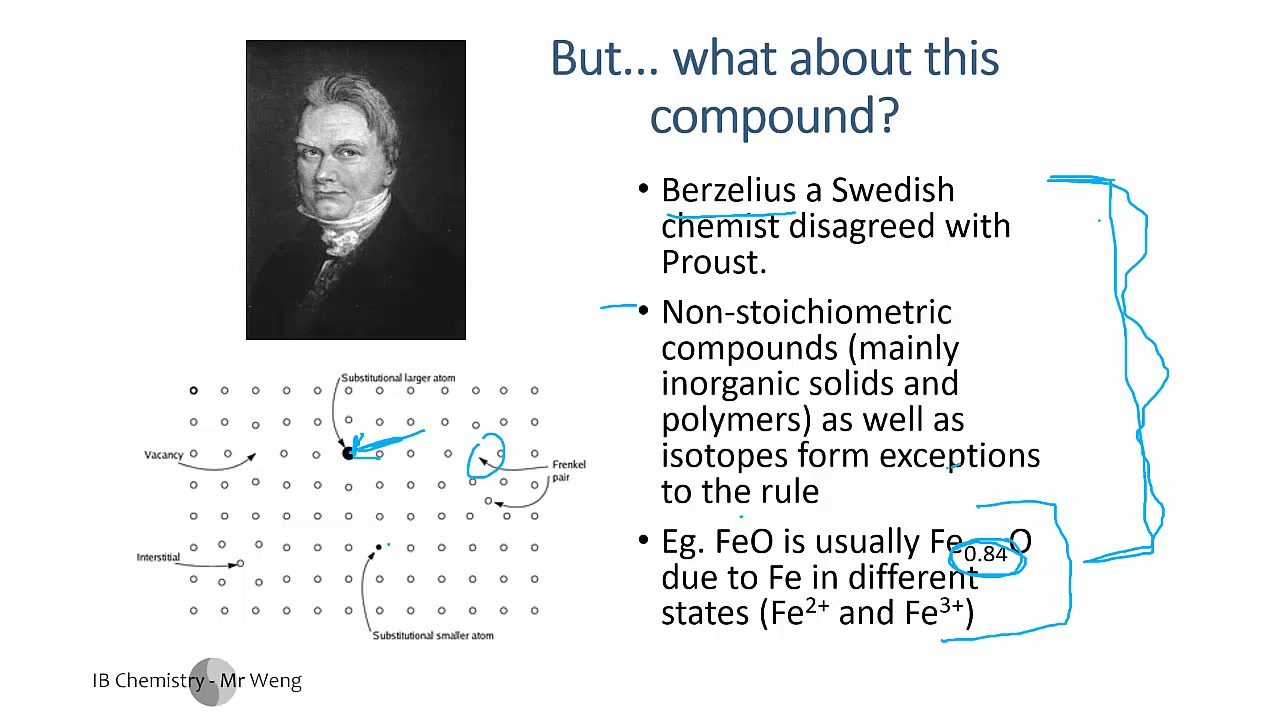 But... what about this
compound?
• Berzelius a Swedish
chemist disagreed with
Proust.
• Non-stoichiometric
compounds (mainly
inorganic solids and
polymers) as well as
isotopes form exceptions
to the rule
• Eg. FeO is usually Fe0.84O
due to Fe in different
states (Fe2+ and Fe3+)
Substitutional larger atom
Vacancy
Frenkel
pair
Interstitial
Substitutional smaller atom
IB Chemistry - Mr Weng